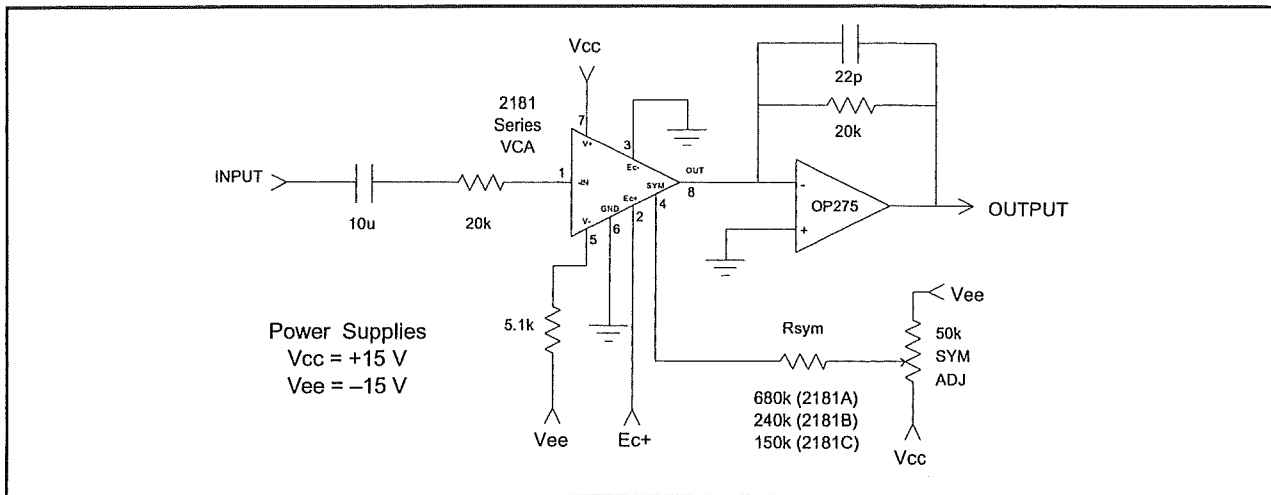 Vcc
22p
20k
2181
Series
VCA
7
V+
3
Ec-
INPUT
10u
20k
1
-IN
OUT
8
SYM
4
Ec+
2
GND
6
V-
5
-
OP275
+
OUTPUT
Power Supplies
Vcc = +15 V
Vee = –15 V
5.1k
Vee
Ec+
Rsym
680k (2181A)
240k (2181B)
150k (2181C)
Vee
50k
SYM
ADJ
Vcc